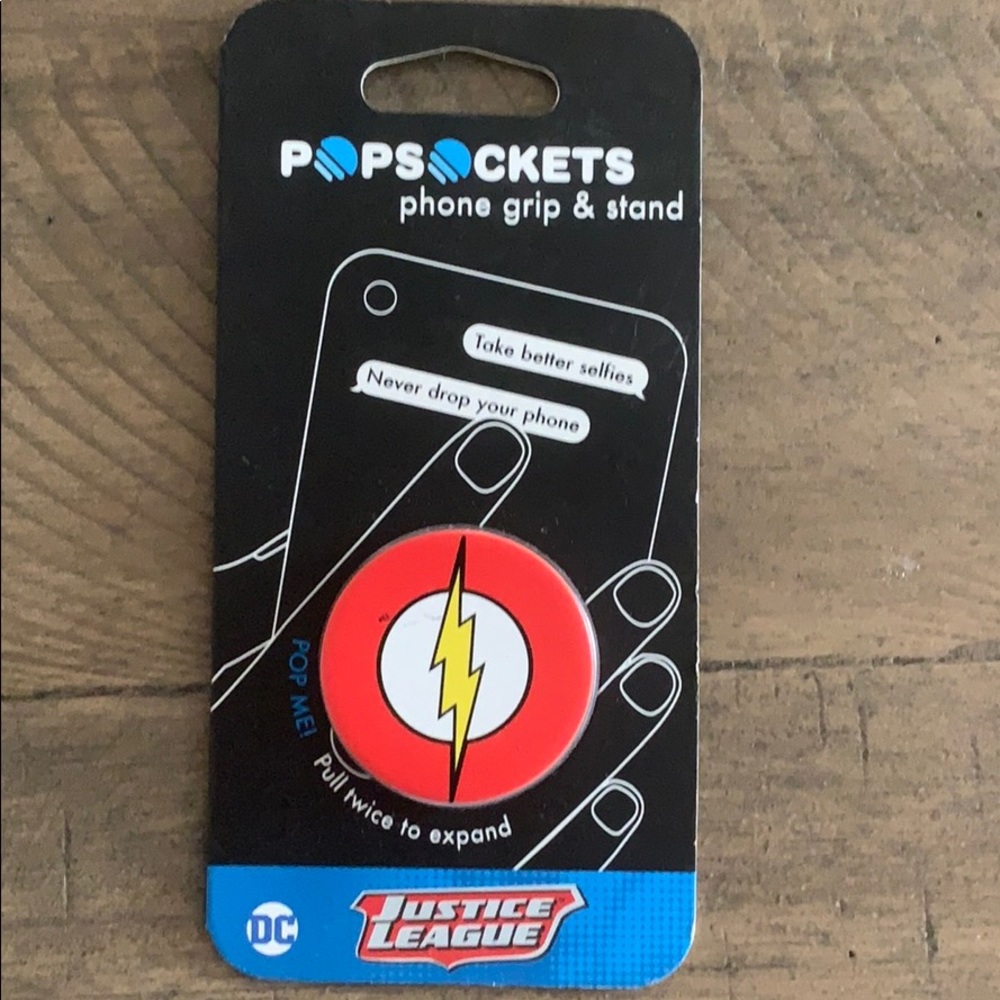 POPSOCKETS
phone grip & stand
Take better selfies
Never drop your phone
POP ME!
Pull twice to expand
DC
JUSTICE
LEAGUE